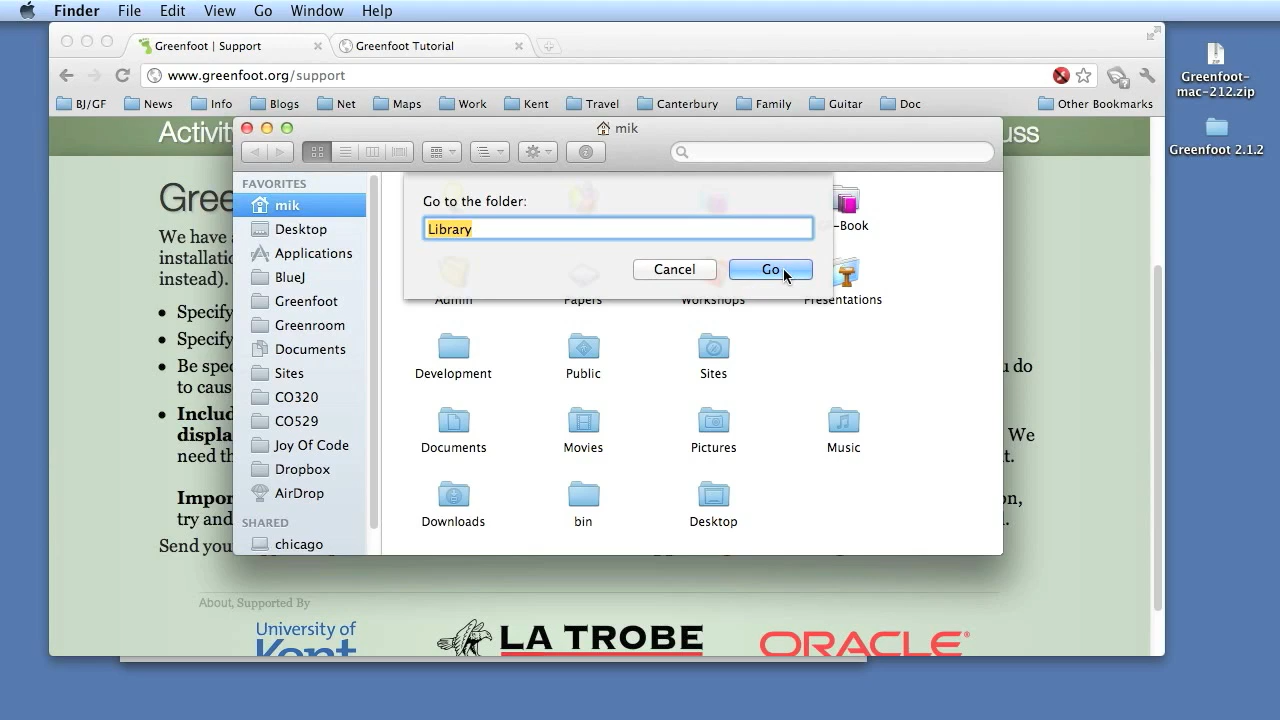 Finder File Edit View Go Window Help
Greenfoot | Support
Greenfoot Tutorial
www.greenfoot.org/support
BJ/GF News Info Blogs Net Maps Work Kent Travel Canterbury Family Guitar Doc Other Bookmarks
Greenfoot-
mac-212.zip
Greenfoot 2.1.2
mik
FAVORITES
mik
Desktop
Applications
BlueJ
Greenfoot
Greenroom
Documents
Sites
CO320
CO529
Joy Of Code
Dropbox
AirDrop
SHARED
chicago
Go to the folder:
Library
Cancel Go
-Book
Admin Papers Workshops Presentations
Development Public Sites
Documents Movies Pictures Music
Downloads bin Desktop
Activity
uss
Gree
We have a
installation
instead).
• Specify
• Specify
• Be spec
u do
to caus
• Includ
displa
. We
need th
t.
Impor
on,
try and
Send you
About, Supported By
University of
Kent
LA TROBE
ORACLE®